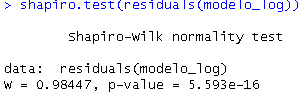 > shapiro.test(residuals(modelo_log))
Shapiro-Wilk normality test
data: residuals(modelo_log)
W = 0.98447, p-value = 5.593e-16